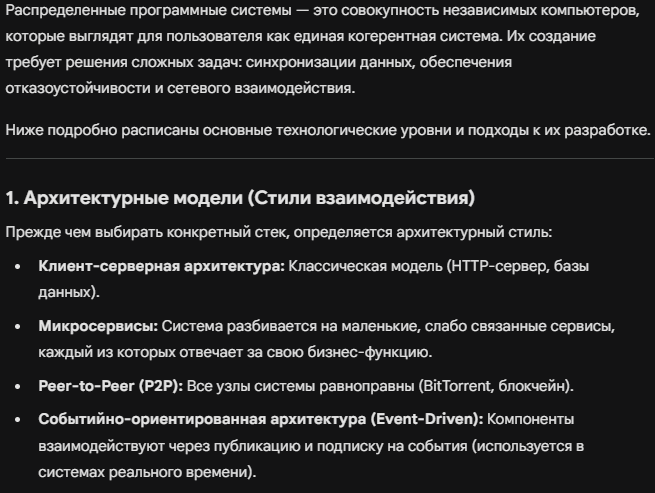 Распределенные программные системы — это совокупность независимых компьютеров,
которые выглядят для пользователя как единая когерентная система. Их создание
требует решения сложных задач: синхронизации данных, обеспечения
отказоустойчивости и сетевого взаимодействия.
Ниже подробно расписаны основные технологические уровни и подходы к их разработке.
1. Архитектурные модели (Стили взаимодействия)
Прежде чем выбирать конкретный стек, определяется архитектурный стиль:
• Клиент-серверная архитектура: Классическая модель (HTTP-сервер, базы
данных).
• Микросервисы: Система разбивается на маленькие, слабо связанные сервисы,
каждый из которых отвечает за свою бизнес-функцию.
• Peer-to-Peer (P2P): Все узлы системы равноправны (BitTorrent, блокчейн).
• Событийно-ориентированная архитектура (Event-Driven): Компоненты
взаимодействуют через публикацию и подписку на события (используется в
системах реального времени).